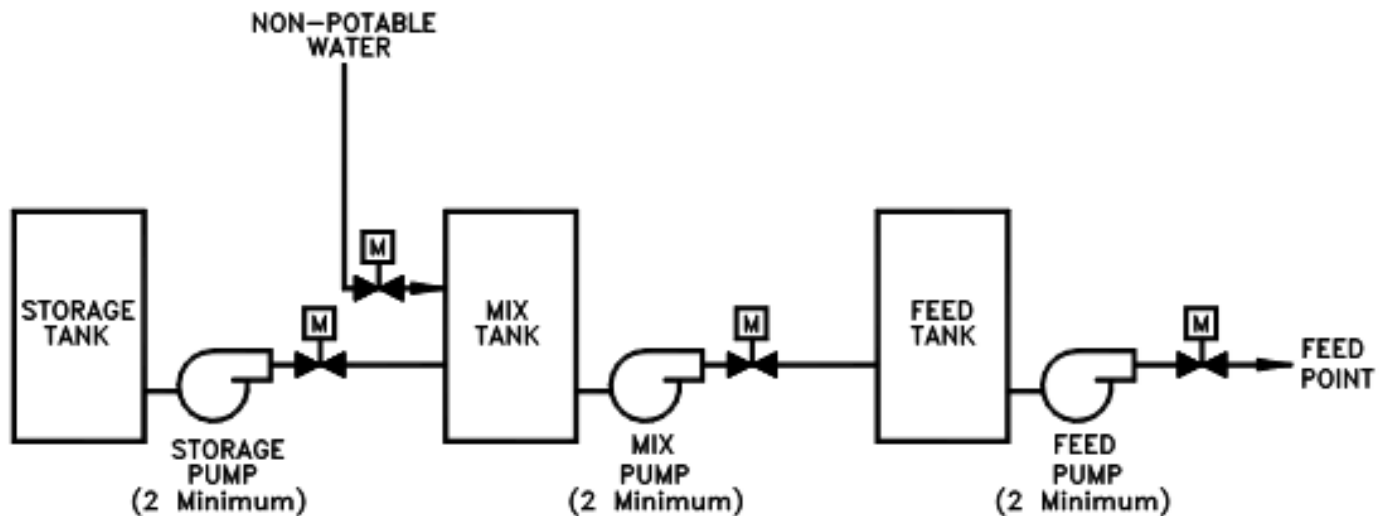 NON-POTABLE
WATER
M
STORAGE
TANK
M
MIX
TANK
M
FEED
TANK
M
FEED
POINT
STORAGE
PUMP
(2 Minimum)
MIX
PUMP
(2 Minimum)
FEED
PUMP
(2 Minimum)